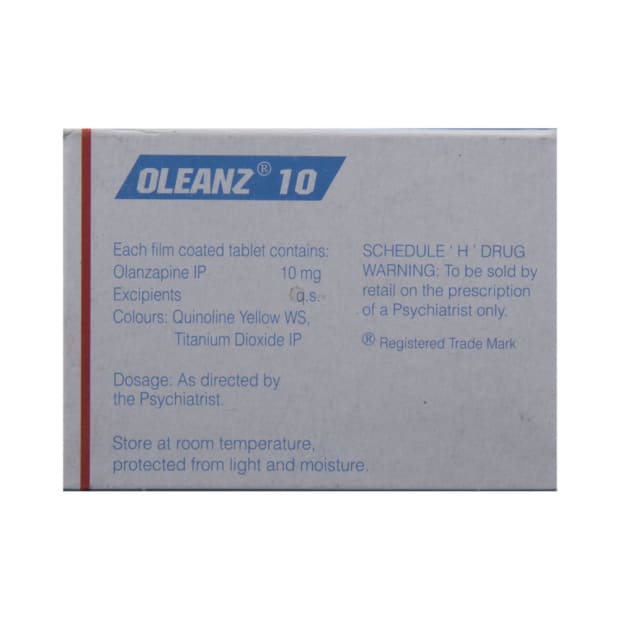 OLEANZ® 10
Each film coated tablet contains:
Olanzapine IP 10 mg
Excipients q.s.
Colours: Quinoline Yellow WS,
Titanium Dioxide IP
Dosage: As directed by
the Psychiatrist.
Store at room temperature,
protected from light and moisture.
SCHEDULE ' H ' DRUG
WARNING: To be sold by
retail on the prescription
of a Psychiatrist only.
® Registered Trade Mark